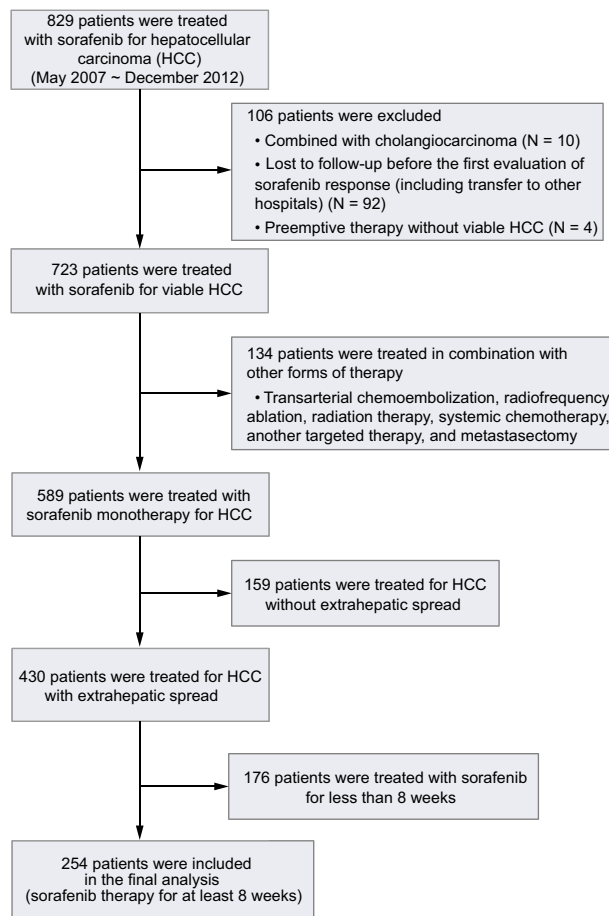 829 patients were treated
with sorafenib for hepatocellular
carcinoma (HCC)
(May 2007 ~ December 2012)
106 patients were excluded
• Combined with cholangiocarcinoma (N = 10)
• Lost to follow-up before the first evaluation of
sorafenib response (including transfer to other
hospitals) (N = 92)
• Preemptive therapy without viable HCC (N = 4)
723 patients were treated
with sorafenib for viable HCC
134 patients were treated in combination with
other forms of therapy
• Transarterial chemoembolization, radiofrequency
ablation, radiation therapy, systemic chemotherapy,
another targeted therapy, and metastasectomy
589 patients were treated with
sorafenib monotherapy for HCC
159 patients were treated for HCC
without extrahepatic spread
430 patients were treated for HCC
with extrahepatic spread
176 patients were treated with sorafenib
for less than 8 weeks
254 patients were included
in the final analysis
(sorafenib therapy for at least 8 weeks)